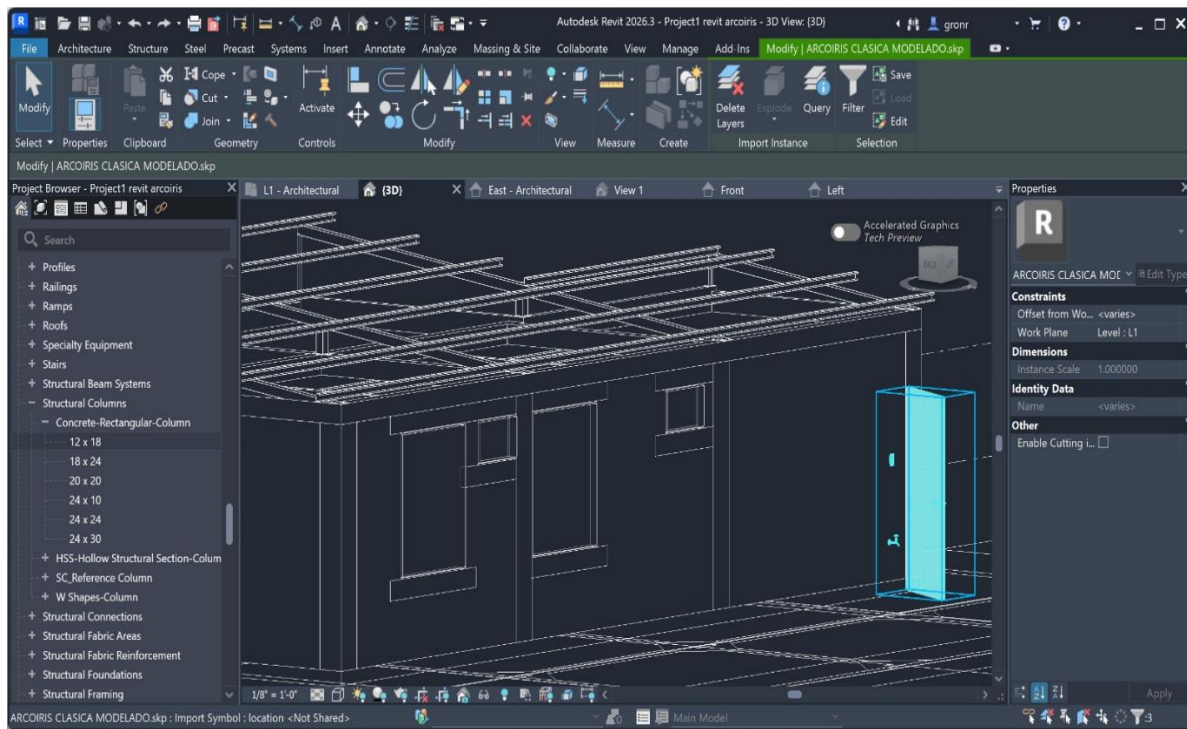 Autodesk Revit 2026.3 - Project1 revit arcoiris - 3D View: {3D}
gronr
File Architecture Structure Steel Precast Systems Insert Annotate Analyze Massing & Site Collaborate View Manage Add-Ins Modify | ARCOIRIS CLASICA MODELADO.skp
Modify
Paste
Cope
Cut
Join
Activate
Delete Layers
Explode
Query
Filter
Save
Load
Edit
Select Properties Clipboard Geometry Controls Modify View Measure Create Import Instance Selection
Modify | ARCOIRIS CLASICA MODELADO.skp
Project Browser - Project1 revit arcoiris
L1 - Architectural {3D} East - Architectural View 1 Front Left
Search
Profiles
Railings
Ramps
Roofs
Specialty Equipment
Stairs
Structural Beam Systems
Structural Columns
Concrete-Rectangular-Column
12 x 18
18 x 24
20 x 20
24 x 10
24 x 24
24 x 30
HSS-Hollow Structural Section-Colum
SC_Reference Column
W Shapes-Column
Structural Connections
Structural Fabric Areas
Structural Fabric Reinforcement
Structural Foundations
Structural Framing
Accelerated Graphics
Tech Preview
Properties
R
ARCOIRIS CLASICA MOD Edit Type
Constraints
Offset from Wo... <varies>
Work Plane Level : L1
Dimensions
Instance Scale 1.000000
Identity Data
Name <varies>
Other
Enable Cutting i...
Apply
1/8" = 1'-0"
ARCOIRIS CLASICA MODELADO.skp : Import Symbol : location <Not Shared>
Main Model
:3